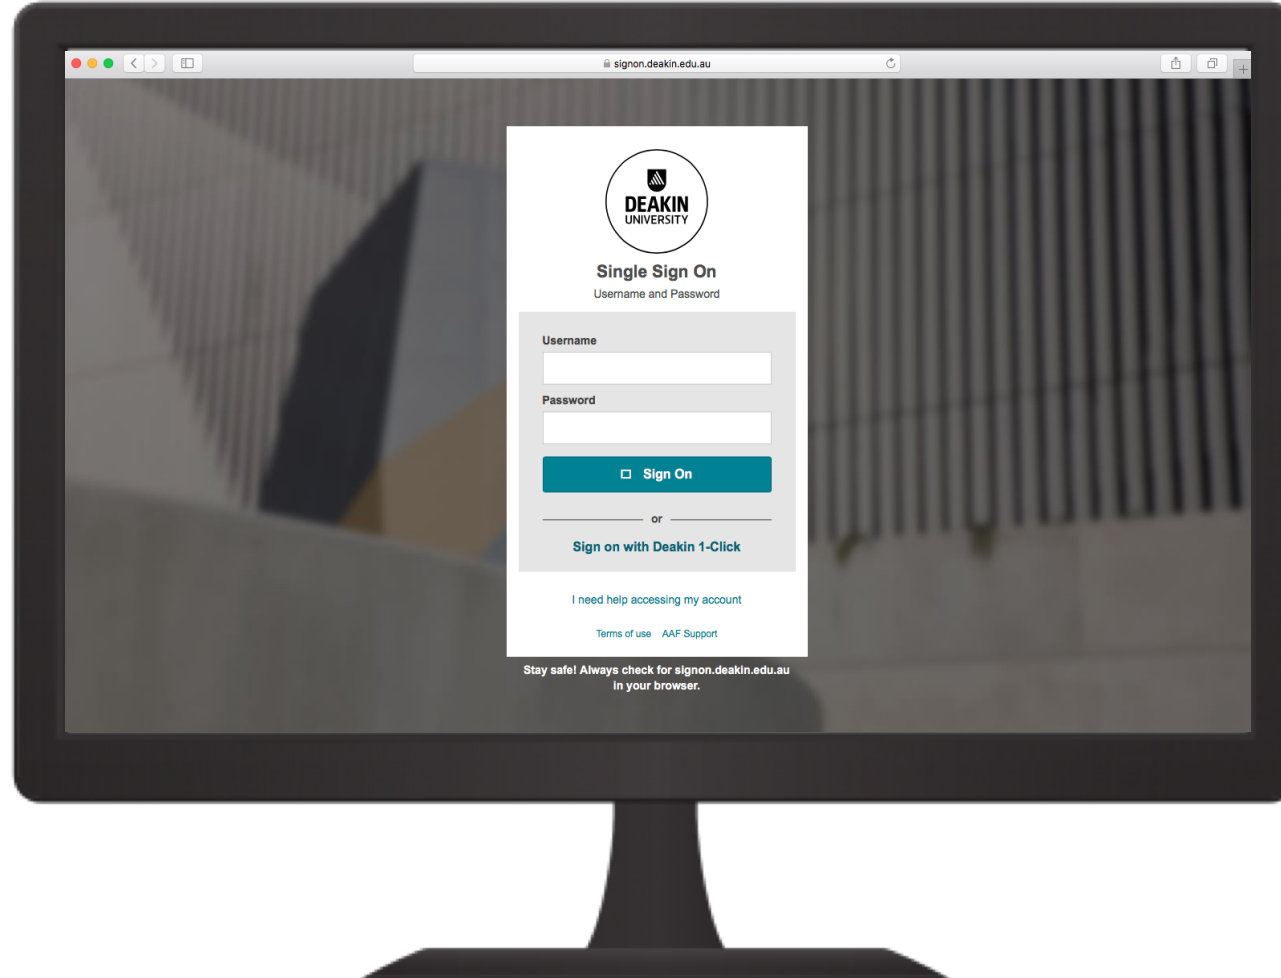 signon.deakin.edu.au
DEAKIN
UNIVERSITY
Single Sign On
Username and Password
Username
Password
Sign On
or
Sign on with Deakin 1-Click
I need help accessing my account
Terms of use AAF Support
Stay safe! Always check for signon.deakin.edu.au
in your browser.